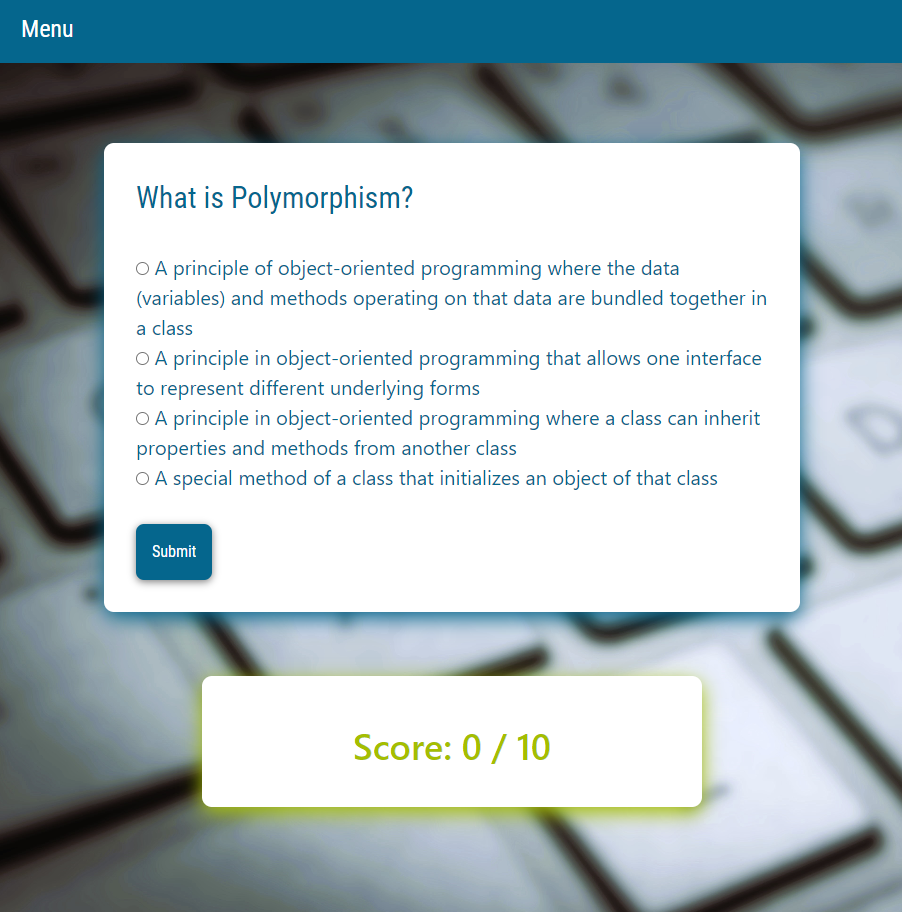 Menu
What is Polymorphism?
A principle of object-oriented programming where the data
(variables) and methods operating on that data are bundled together in
a class
A principle in object-oriented programming that allows one interface
to represent different underlying forms
A principle in object-oriented programming where a class can inherit
properties and methods from another class
A special method of a class that initializes an object of that class
Submit
Score: 0 / 10